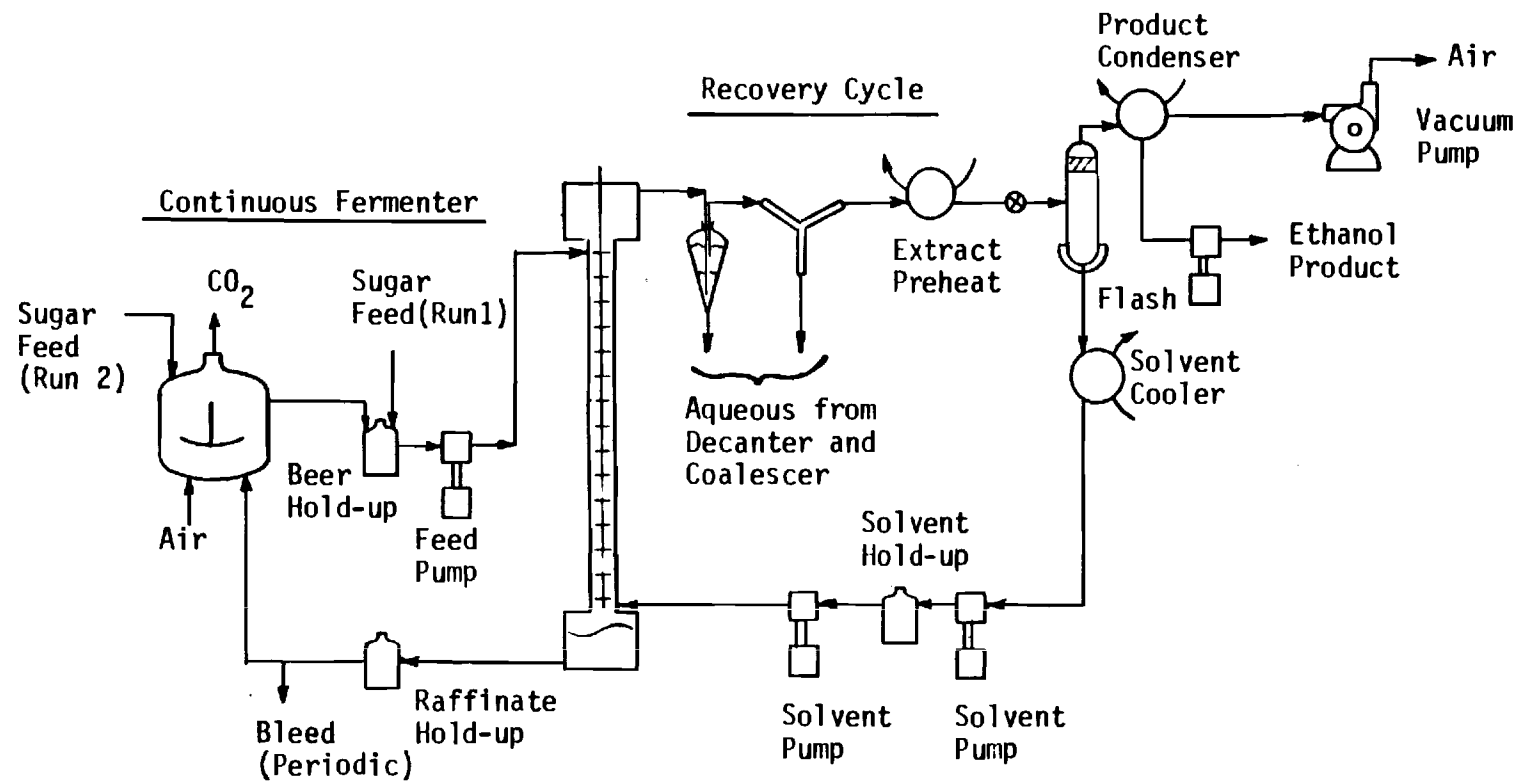 Product
Condenser
Air
Recovery Cycle
Vacuum
Pump
Continuous Fermenter
Extract
Preheat
Ethanol
Product
CO2
Sugar
Feed(Run1)
Flash
Sugar
Feed
(Run 2)
Solvent
Cooler
Aqueous from
Decanter and
Coalescer
Beer
Hold-up
Air
Feed
Pump
Solvent
Hold-up
Raffinate
Hold-up
Solvent
Pump
Solvent
Pump
Bleed
(Periodic)